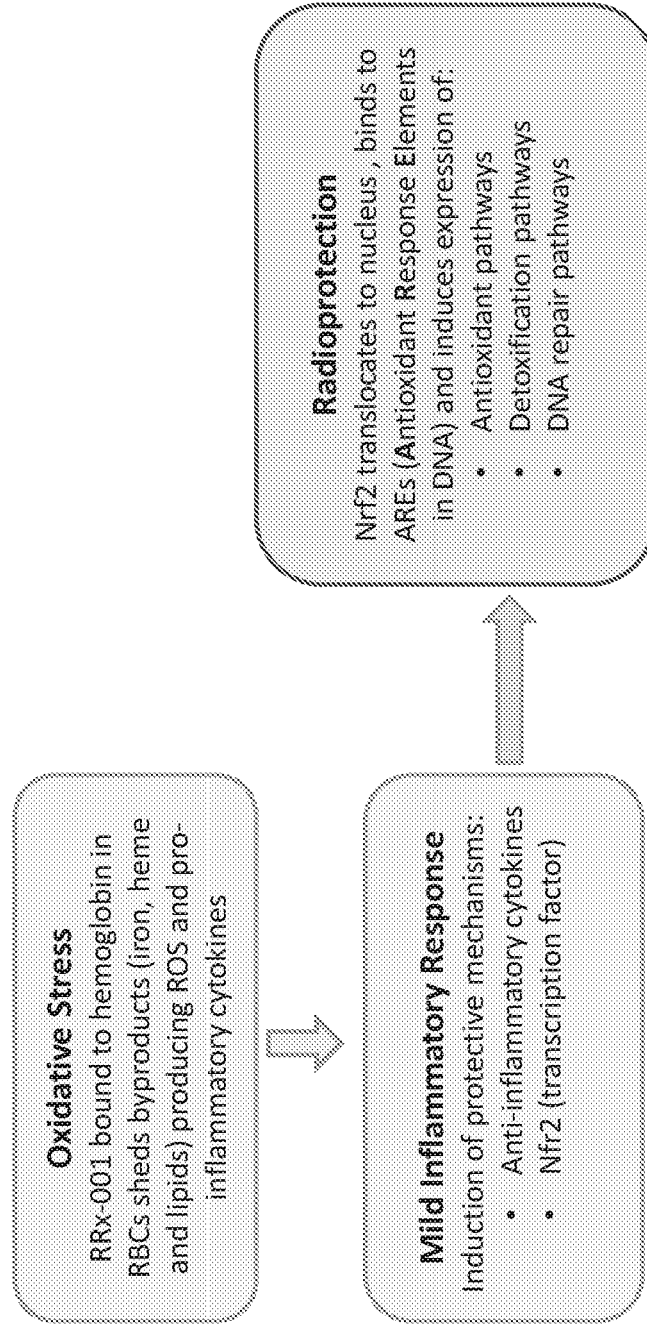 Oxidative Stress
RRx-001 bound to hemoglobin in
RBCs sheds byproducts (iron, heme
and lipids) producing ROS and pro-
inflammatory cytokines
Mild Inflammatory Response
Induction of protective mechanisms:
• Anti-inflammatory cytokines
• Nfr2 (transcription factor)
Radioprotection
Nrf2 translocates to nucleus , binds to
AREs (Antioxidant Response Elements
in DNA) and induces expression of:
• Antioxidant pathways
• Detoxification pathways
• DNA repair pathways